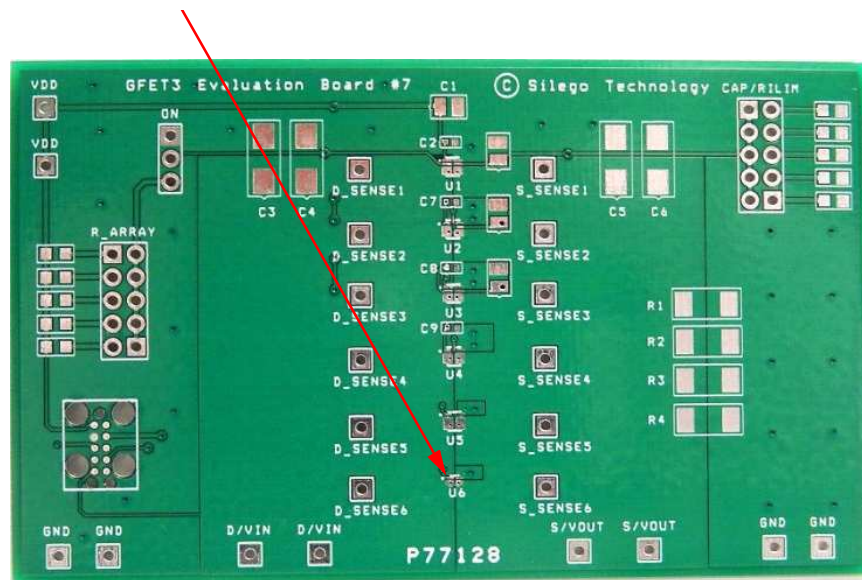 VDD
GFET3 Evaluation Board #7
C1
© Silego Technology
CAP/RILIM
ON
VDD
C2
D_SENSE1
U1
S_SENSE1
C3
C4
C7
C5
C6
R_ARRAY
U2
D_SENSE2
S_SENSE2
C8
R1
D_SENSE3
U3
S_SENSE3
C9
R2
U4
D_SENSE4
S_SENSE4
R3
R4
U5
D_SENSE5
S_SENSE5
U6
D_SENSE6
S_SENSE6
GND
GND
D/VIN
D/VIN
S/VOUT
S/VOUT
GND
GND
P77128